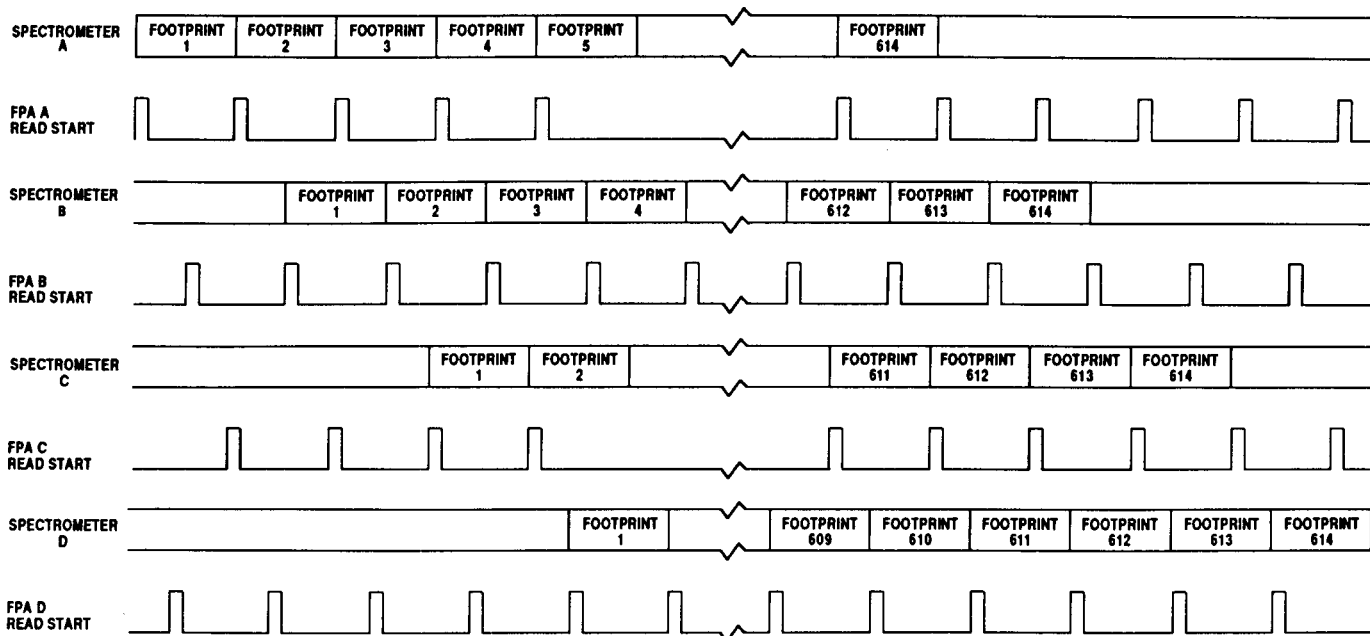 SPECTROMETER
A
FOOTPRINT
1
FOOTPRINT
2
FOOTPRINT
3
FOOTPRINT
4
FOOTPRINT
5
FOOTPRINT
614
FPA A
READ START
SPECTROMETER
B
FOOTPRINT
1
FOOTPRINT
2
FOOTPRINT
3
FOOTPRINT
4
FOOTPRINT
612
FOOTPRINT
613
FOOTPRINT
614
FPA B
READ START
SPECTROMETER
C
FOOTPRINT
1
FOOTPRINT
2
FOOTPRINT
611
FOOTPRINT
612
FOOTPRINT
613
FOOTPRINT
614
FPA C
READ START
SPECTROMETER
D
FOOTPRINT
1
FOOTPRINT
609
FOOTPRINT
610
FOOTPRINT
611
FOOTPRINT
612
FOOTPRINT
613
FOOTPRINT
614
FPA D
READ START